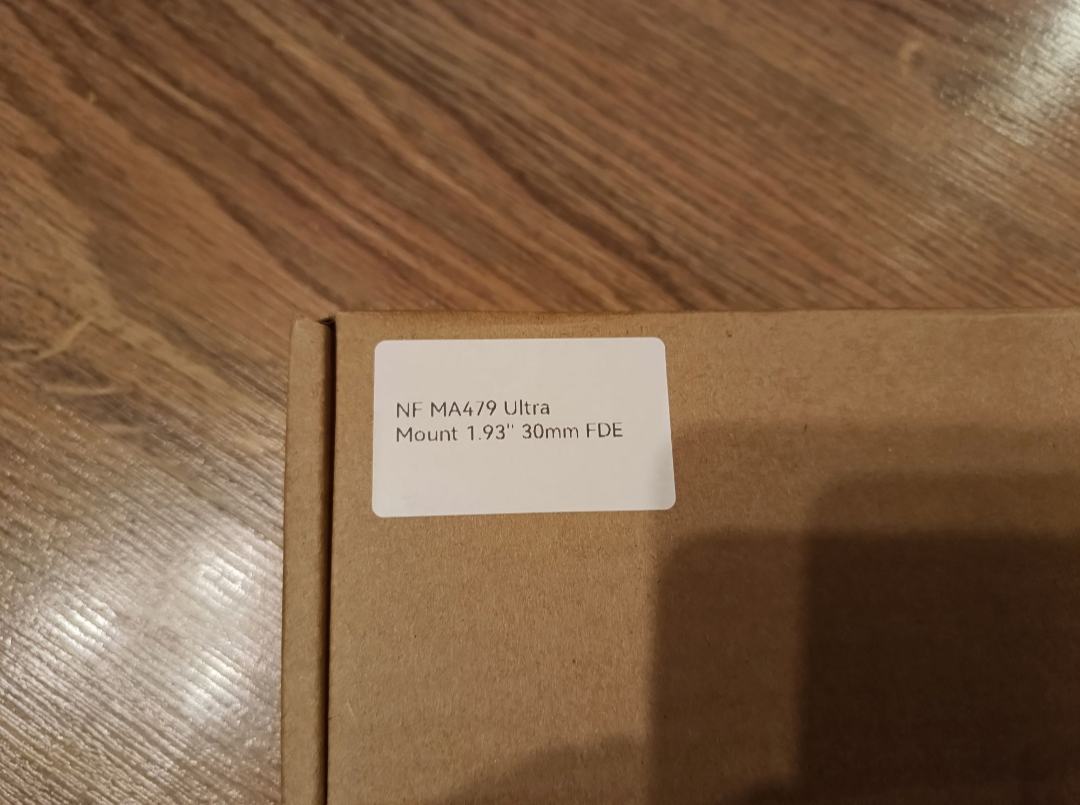 NF MA479 Ultra
Mount 1.93" 30mm FDE